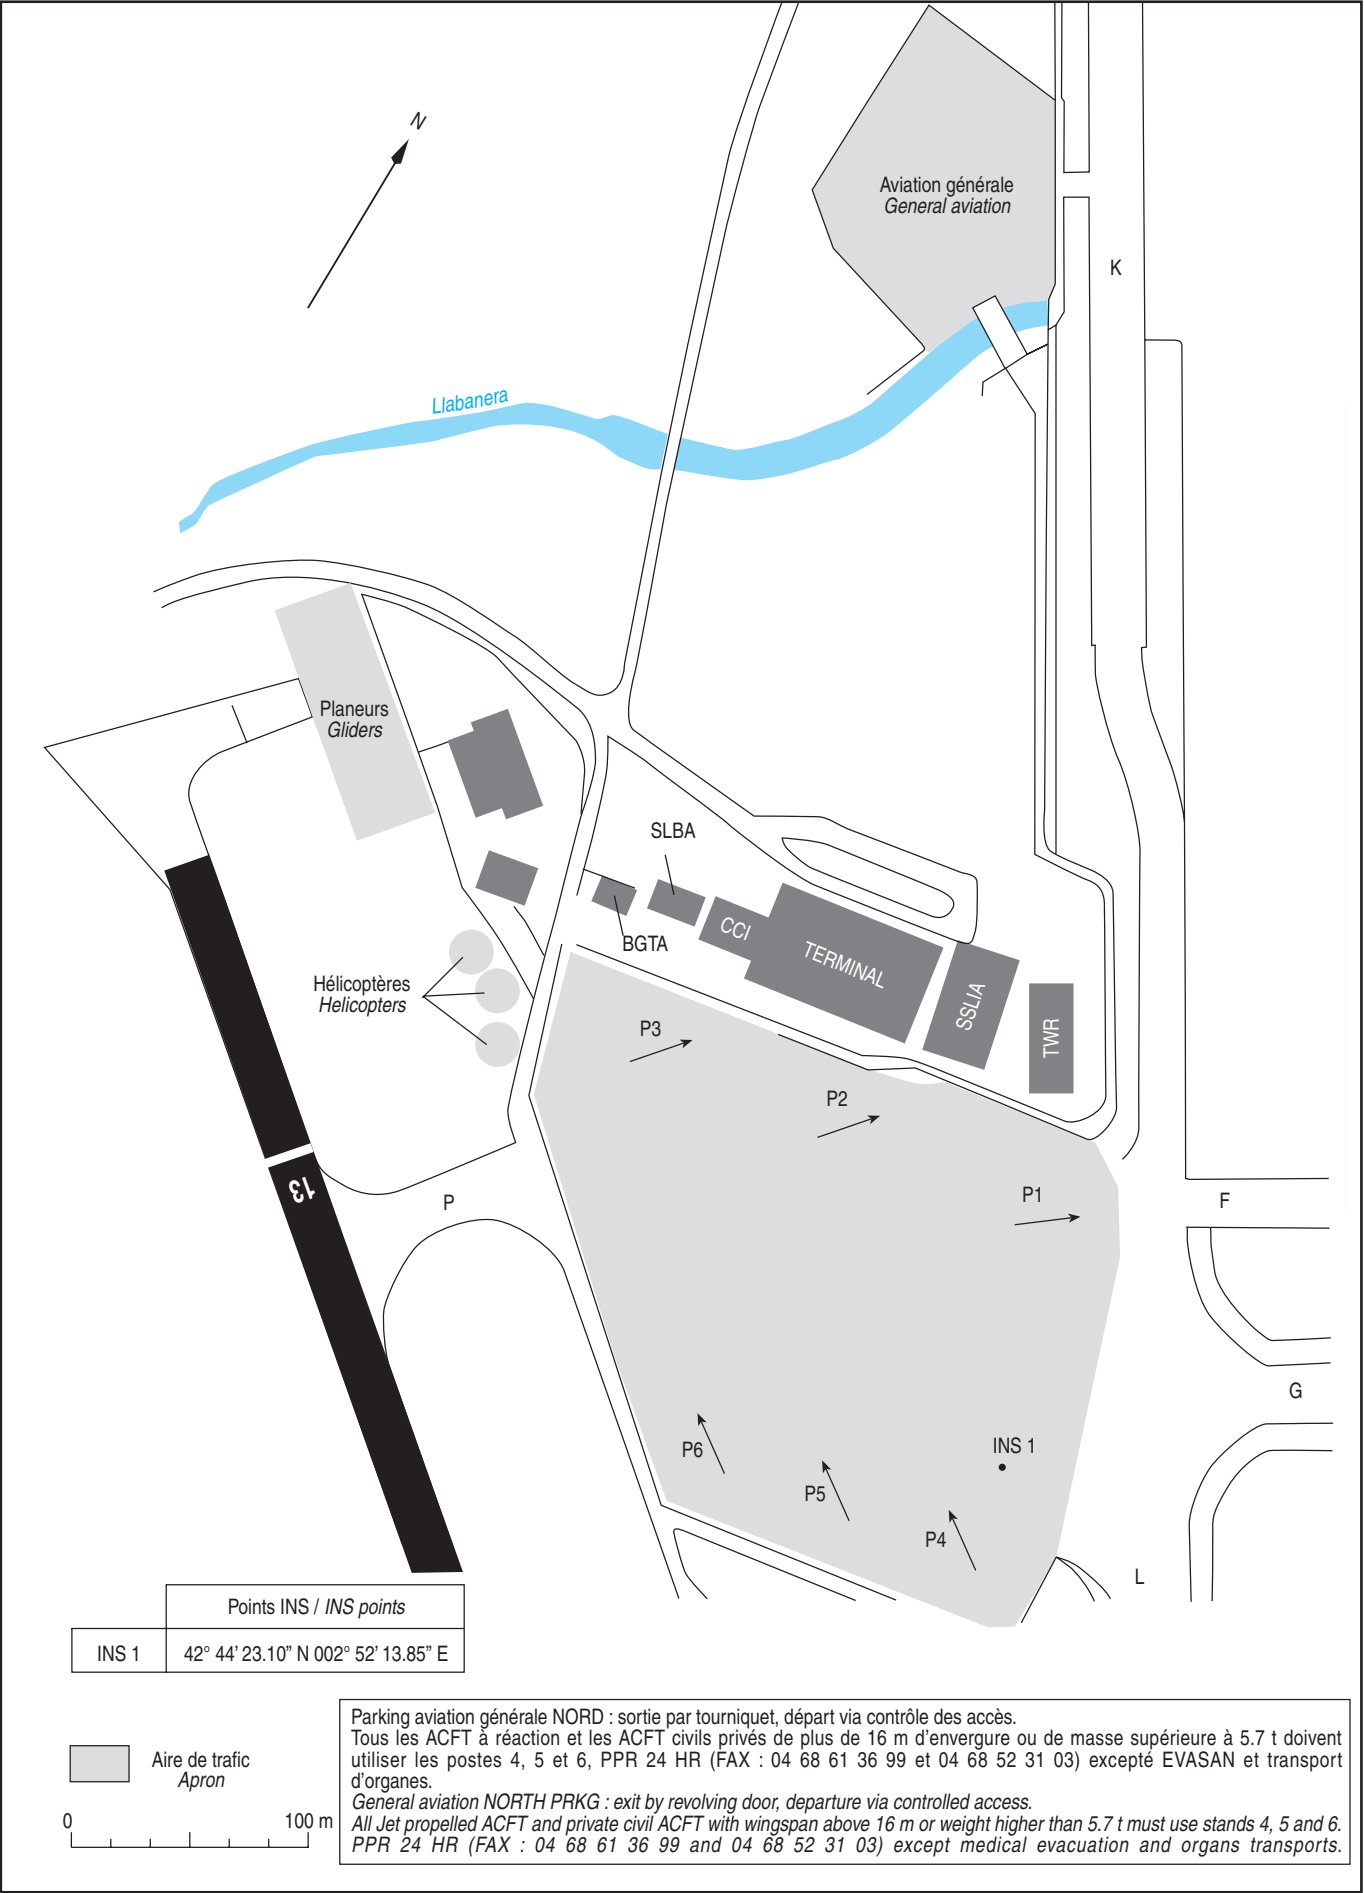 N
Aviation générale
General aviation
K
Llabanera
Planeurs
Gliders
SLBA
BGTA
CCI
TERMINAL
SSLIA
TWR
Hélicoptères
Helicopters
P3
P2
P1
13
P
F
G
P6
P5
P4
INS 1
L
Points INS / INS points
INS 1 42° 44’ 23.10” N 002° 52’ 13.85” E
Aire de trafic
Apron
0 100 m
Parking aviation générale NORD : sortie par tourniquet, départ via contrôle des accès.
Tous les ACFT à réaction et les ACFT civils privés de plus de 16 m d’envergure ou de masse supérieure à 5.7 t doivent
utiliser les postes 4, 5 et 6, PPR 24 HR (FAX : 04 68 61 36 99 et 04 68 52 31 03) excepté EVASAN et transport
d’organes.
General aviation NORTH PRKG : exit by revolving door, departure via controlled access.
All Jet propelled ACFT and private civil ACFT with wingspan above 16 m or weight higher than 5.7 t must use stands 4, 5 and 6.
PPR 24 HR (FAX : 04 68 61 36 99 and 04 68 52 31 03) except medical evacuation and organs transports.